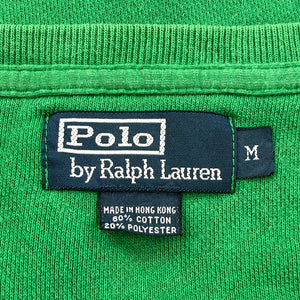 Polo
by Ralph Lauren
M
MADE IN HONG KONG
80% COTTON
20% POLYESTER